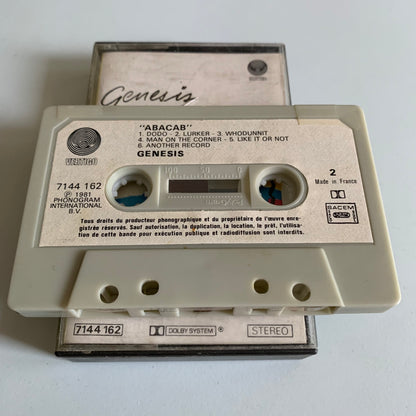 Genesis
"ABACAB"
1. DODO - 2. LURKER - 3. WHODUNNIT
4. MAN ON THE CORNER - 5. LIKE IT OR NOT
6. ANOTHER RECORD
GENESIS
VERTIGO
7144 162
℗ 1981
PHONOGRAM
INTERNATIONAL
B.V.
100 50 0
2
Made in France
SACEM
Tous droits du producteur phonographique et du propriétaire de l'œuvre enre-
gistrée réservés. Sauf autorisation, la duplication, la location, le prêt, l'utilisa-
tion de cette bande pour exécution publique et radiodiffusion sont interdits.
7144 162
DOLBY SYSTEM ®
STEREO